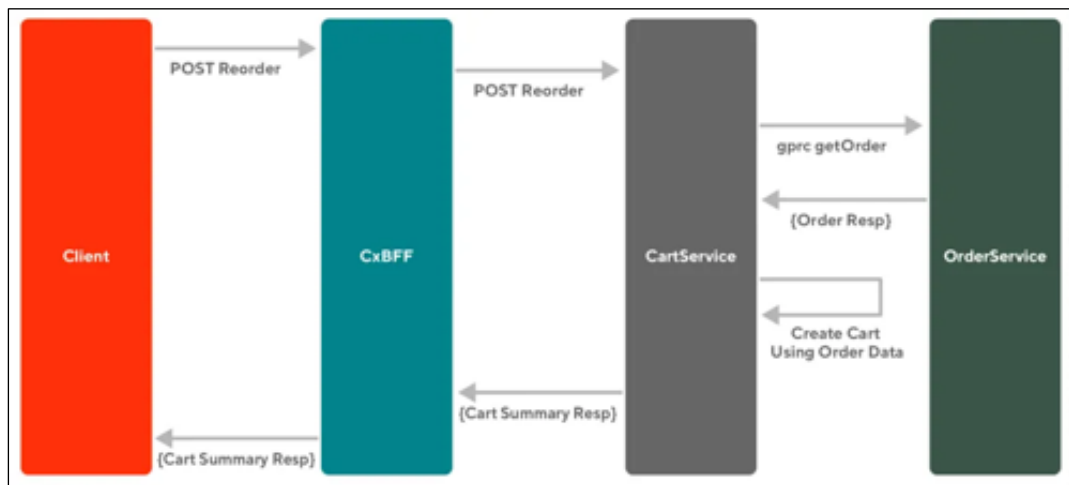 POST Reorder
POST Reorder
gprc getOrder
{Order Resp}
Client
CxBFF
CartService
OrderService
Create Cart
Using Order Data
{Cart Summary Resp}
{Cart Summary Resp}